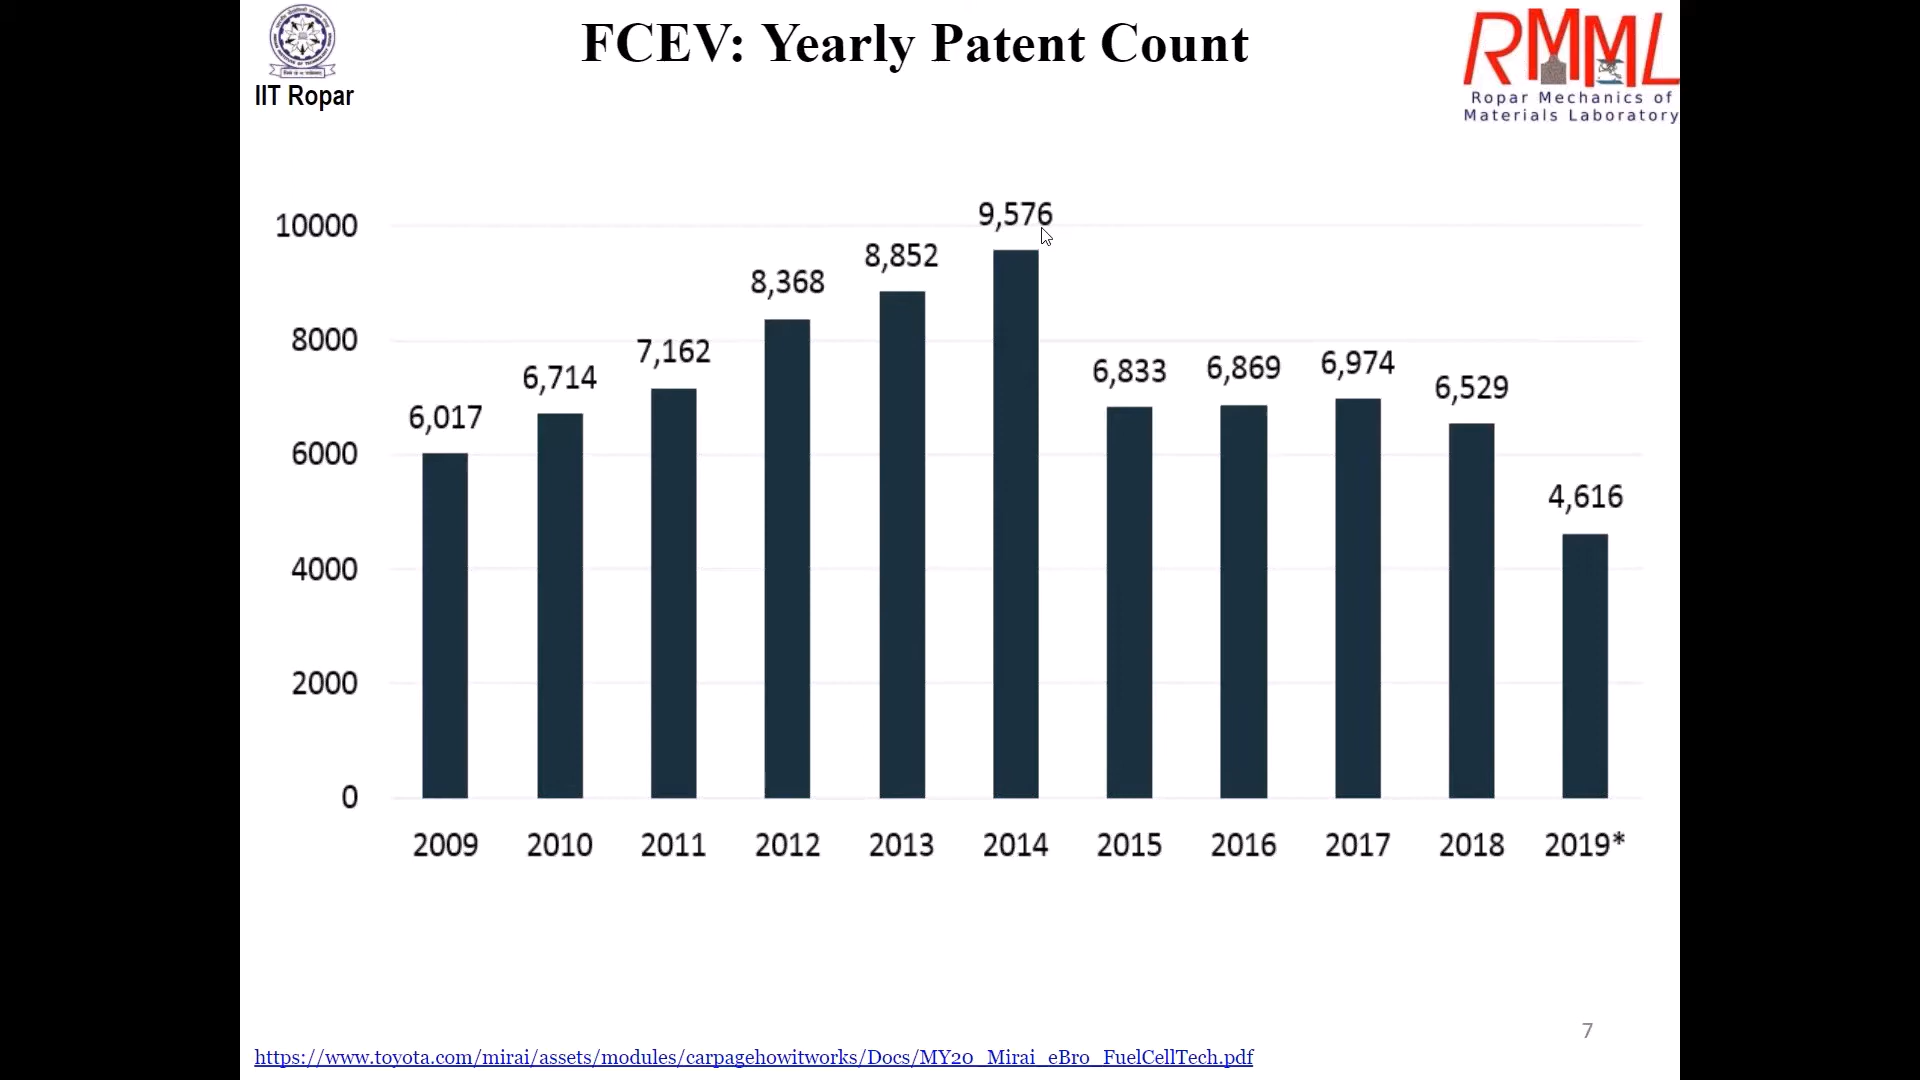 FCEV: Yearly Patent Count
IIT Ropar
RMML
Ropar Mechanics of
Materials Laboratory
10000
8000
6000
4000
2000
0
6,017
6,714
7,162
8,368
8,852
9,576
6,833
6,869
6,974
6,529
4,616
2009 2010 2011 2012 2013 2014 2015 2016 2017 2018 2019*
7
https://www.toyota.com/mirai/assets/modules/carpagehowitworks/Docs/MY20_Mirai_eBro_FuelCellTech.pdf